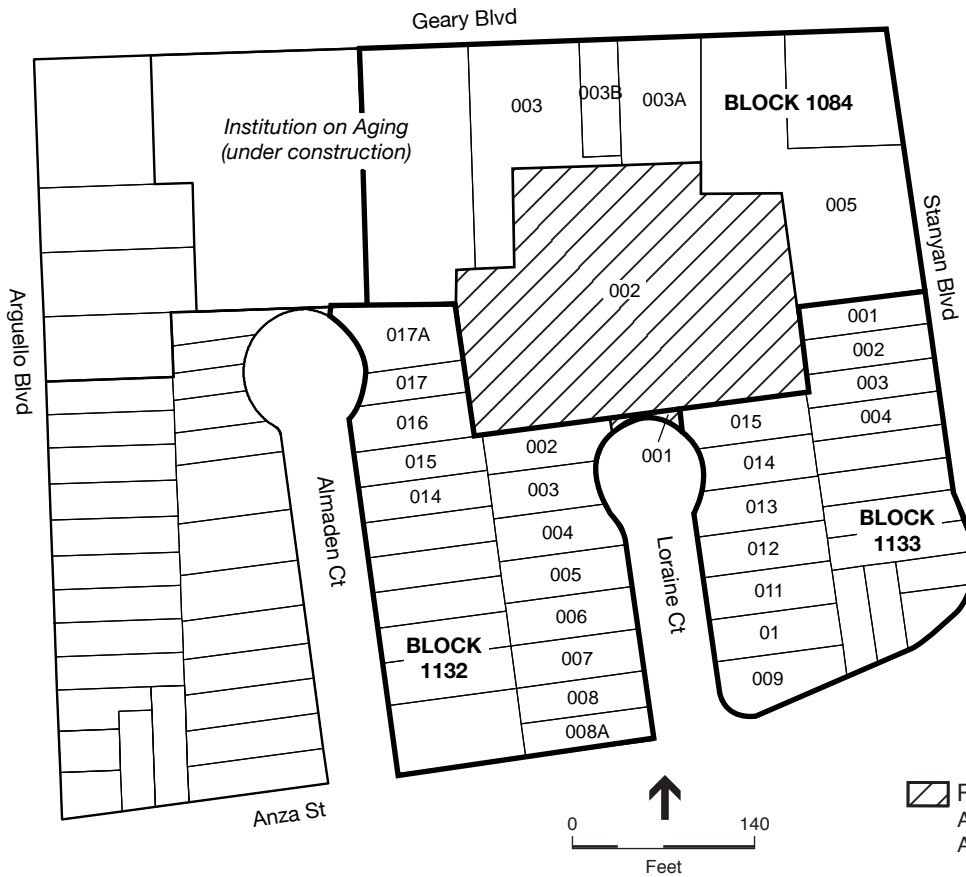 Geary Blvd
003
003B
003A
BLOCK 1084
Institution on Aging
(under construction)
005
Stanyan Blvd
Arguello Blvd
002
001
017A
002
017
003
016
004
015
002
001
015
014
003
014
Almaden Ct
004
013
BLOCK
1133
Loraine Ct
005
012
006
011
BLOCK
1132
007
01
008
009
008A
Anza St
0
140
Feet